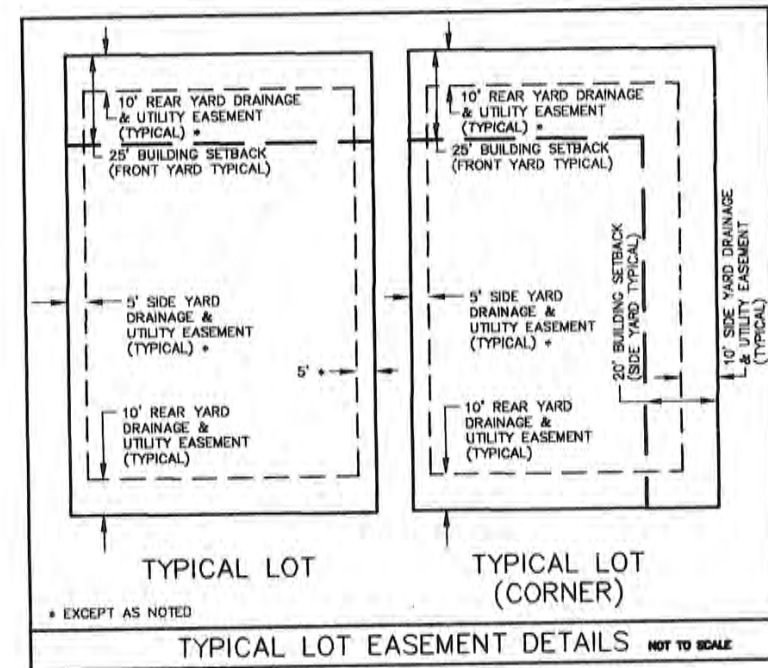 10' REAR YARD DRAINAGE
& UTILITY EASEMENT
(TYPICAL) *
25' BUILDING SETBACK
(FRONT YARD TYPICAL)
5' SIDE YARD
DRAINAGE &
UTILITY EASEMENT
(TYPICAL) *
5' *
10' REAR YARD
DRAINAGE &
UTILITY EASEMENT
(TYPICAL)
TYPICAL LOT
10' REAR YARD DRAINAGE
& UTILITY EASEMENT
(TYPICAL) *
25' BUILDING SETBACK
(FRONT YARD TYPICAL)
5' SIDE YARD
DRAINAGE &
UTILITY EASEMENT
(TYPICAL) *
20' BUILDING SETBACK
(SIDE YARD TYPICAL)
10' SIDE YARD DRAINAGE
& UTILITY EASEMENT
(TYPICAL)
10' REAR YARD
DRAINAGE &
UTILITY EASEMENT
(TYPICAL)
TYPICAL LOT
(CORNER)
* EXCEPT AS NOTED
TYPICAL LOT EASEMENT DETAILS NOT TO SCALE